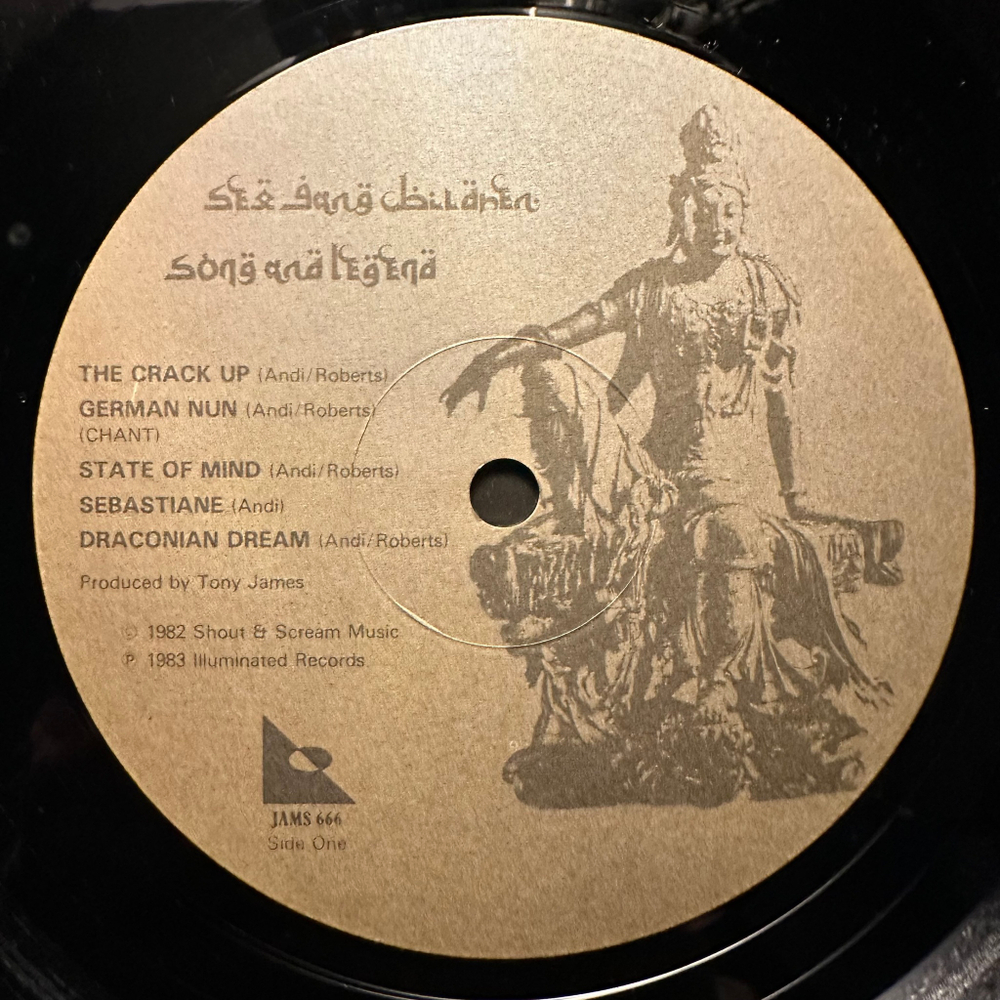 Sex Gang Children
Song and Legend
THE CRACK UP (Andi/Roberts)
GERMAN NUN (Andi/Roberts)
(CHANT)
STATE OF MIND (Andi/Roberts)
SEBASTIANE (Andi)
DRACONIAN DREAM (Andi/Roberts)
Produced by Tony James
© 1982 Shout & Scream Music
℗ 1983 Illuminated Records
JAMS 666
Side One